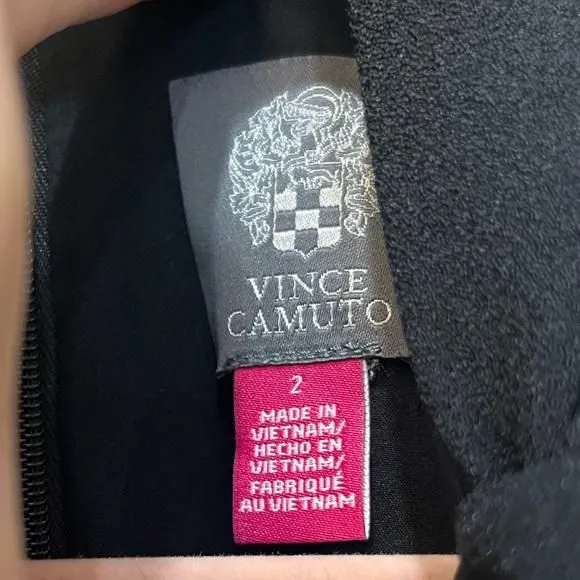 VINCE
CAMUTO
2
MADE IN
VIETNAM/
HECHO EN
VIETNAM/
FABRIQUÉ
AU VIETNAM